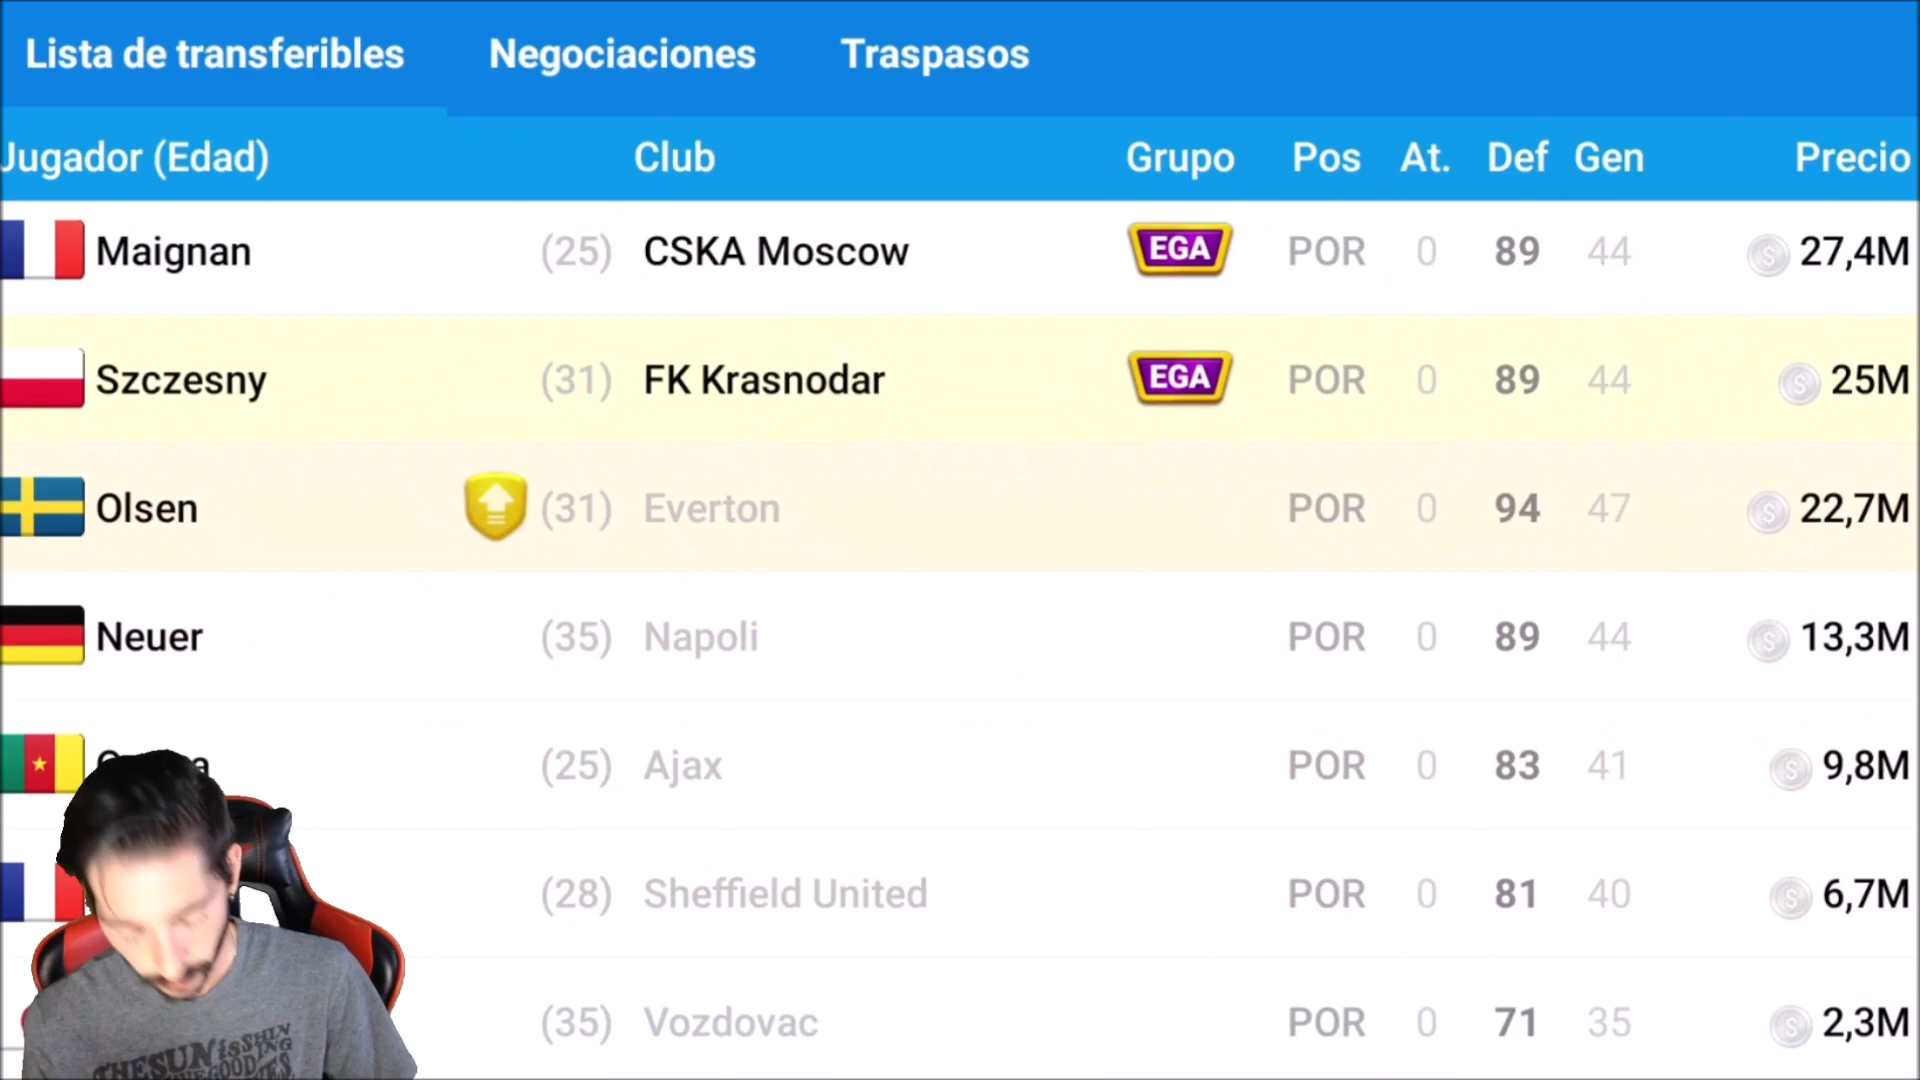 Lista de transferibles Negociaciones Traspasos
Jugador (Edad) Club Grupo Pos At. Def Gen Precio
Maignan (25) CSKA Moscow EGA POR 0 89 44 27,4M
Szczesny (31) FK Krasnodar EGA POR 0 89 44 25M
Olsen (31) Everton POR 0 94 47 22,7M
Neuer (35) Napoli POR 0 89 44 13,3M
(25) Ajax POR 0 83 41 9,8M
(28) Sheffield United POR 0 81 40 6,7M
(35) Vozdovac POR 0 71 35 2,3M
THE SUN is SHINING